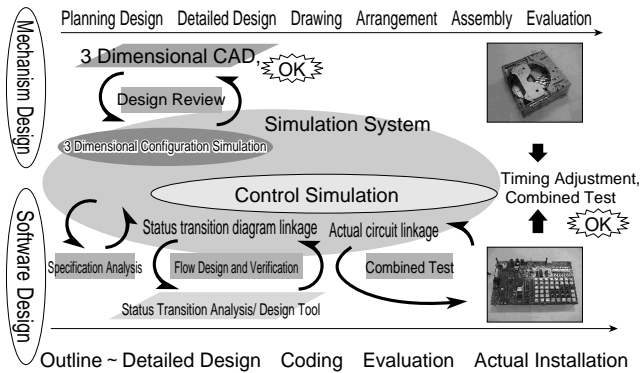 Planning Design Detailed Design Drawing Arrangement Assembly Evaluation
Mechanism Design
3 Dimensional CAD,
OK
Design Review
Simulation System
3 Dimensional Configuration Simulation
Control Simulation
Timing Adjustment,
Combined Test
OK
Software Design
Status transition diagram linkage
Actual circuit linkage
Specification Analysis
Flow Design and Verification
Combined Test
Status Transition Analysis/ Design Tool
Outline ~ Detailed Design Coding Evaluation Actual Installation